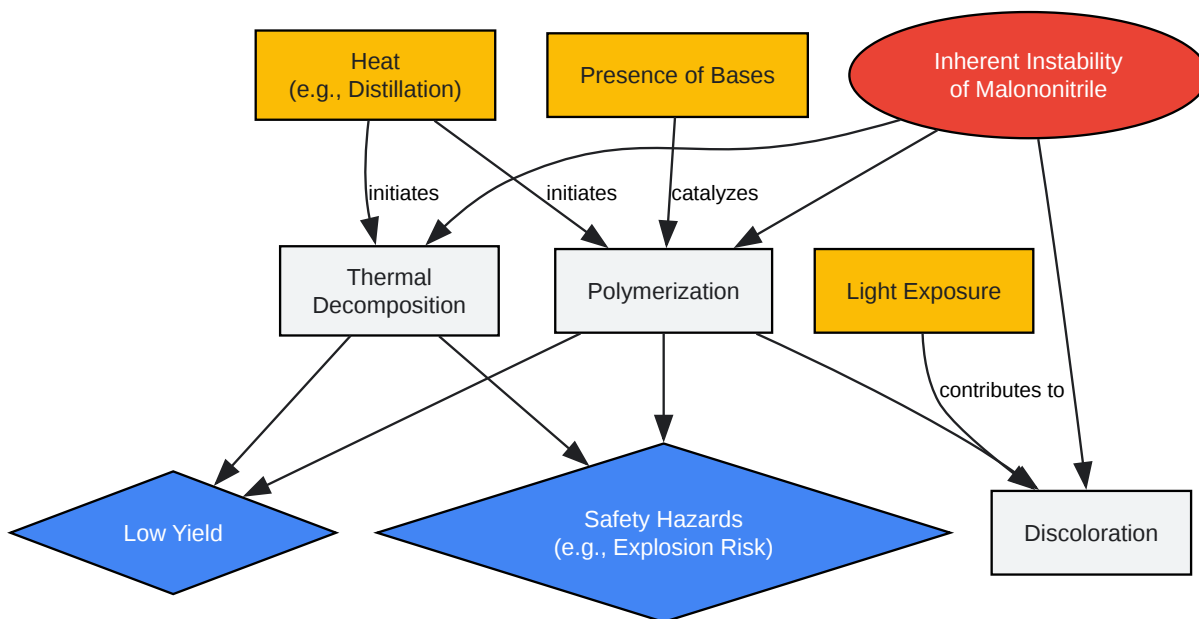 Heat
(e.g., Distillation)
Presence of Bases
Inherent Instability
of Malononitrile
initiates
initiates
catalyzes
Thermal
Decomposition
Polymerization
Light Exposure
contributes to
Low Yield
Safety Hazards
(e.g., Explosion Risk)
Discoloration